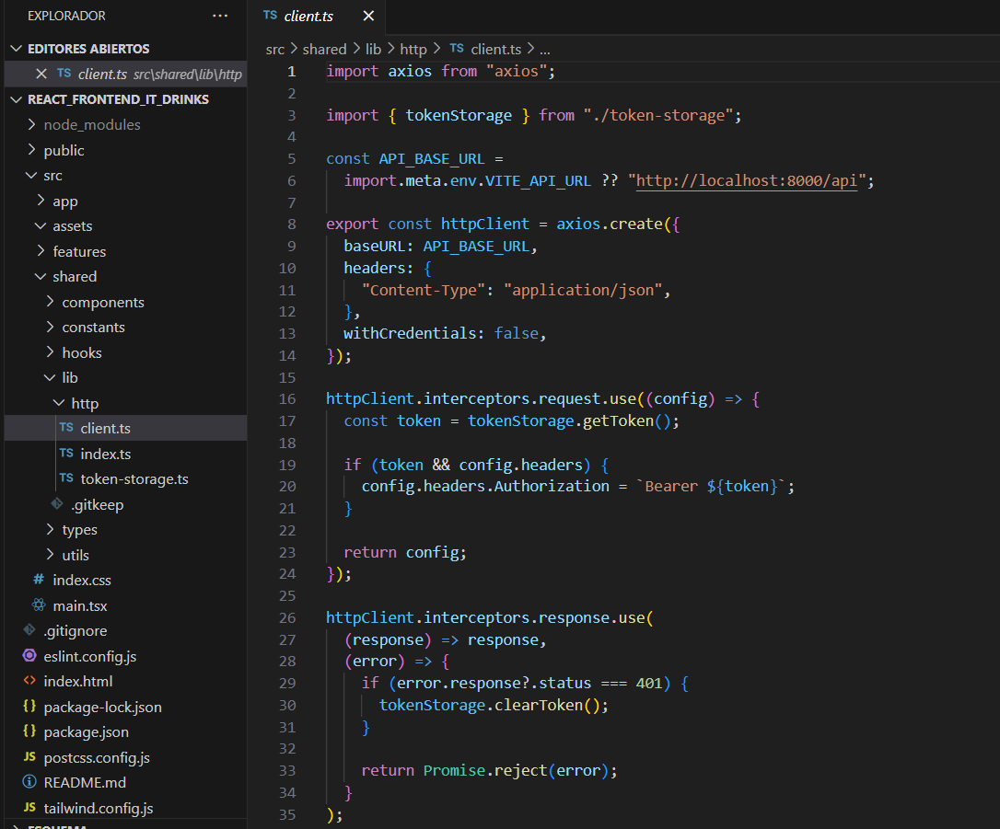 EXPLORADOR ...
EDITORES ABIERTOS
TS client.ts src\shared\lib\http
REACT_FRONTEND_IT_DRINKS
node_modules
public
src
app
assets
features
shared
components
constants
hooks
lib
http
TS client.ts
TS index.ts
TS token-storage.ts
.gitkeep
types
utils
# index.css
main.tsx
.gitignore
eslint.config.js
<> index.html
{} package-lock.json
{} package.json
JS postcss.config.js
README.md
JS tailwind.config.js
ESQUEMA
TS client.ts
src > shared > lib > http > TS client.ts > ...
1 import axios from "axios";
2
3 import { tokenStorage } from "./token-storage";
4
5 const API_BASE_URL =
6 import.meta.env.VITE_API_URL ?? "http://localhost:8000/api";
7
8 export const httpClient = axios.create({
9 baseURL: API_BASE_URL,
10 headers: {
11 "Content-Type": "application/json",
12 },
13 withCredentials: false,
14 });
15
16 httpClient.interceptors.request.use((config) => {
17 const token = tokenStorage.getToken();
18
19 if (token && config.headers) {
20 config.headers.Authorization = `Bearer ${token}`;
21 }
22
23 return config;
24 });
25
26 httpClient.interceptors.response.use(
27 (response) => response,
28 (error) => {
29 if (error.response?.status === 401) {
30 tokenStorage.clearToken();
31 }
32
33 return Promise.reject(error);
34 }
35 );